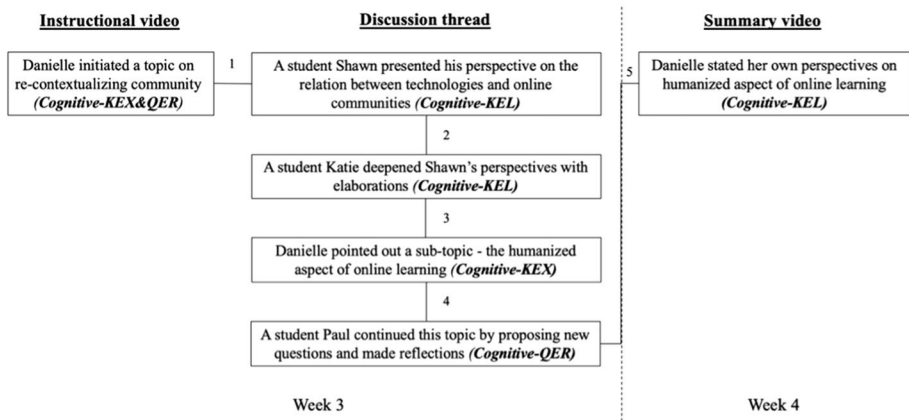 Instructional video
Danielle initiated a topic on
re-contextualizing community
(Cognitive-KEX&QER)
1
Discussion thread
A student Shawn presented his perspective on the
relation between technologies and online
communities (Cognitive-KEL)
2
A student Katie deepened Shawn's perspectives with
elaborations (Cognitive-KEL)
3
Danielle pointed out a sub-topic - the humanized
aspect of online learning (Cognitive-KEX)
4
A student Paul continued this topic by proposing new
questions and made reflections (Cognitive-QER)
5
Summary video
Danielle stated her own perspectives on
humanized aspect of online learning
(Cognitive-KEL)
Week 3
Week 4